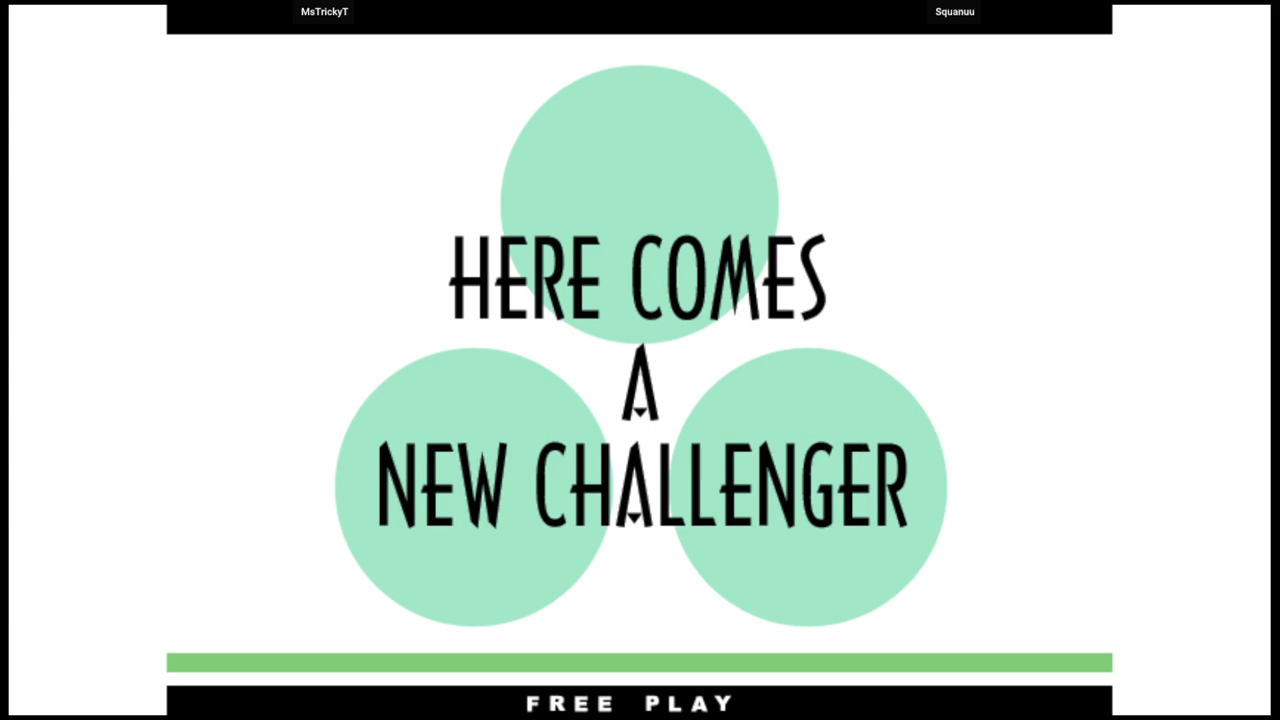 MsTrickyT
Squanuu
HERE COMES
A
NEW CHALLENGER
FREE PLAY